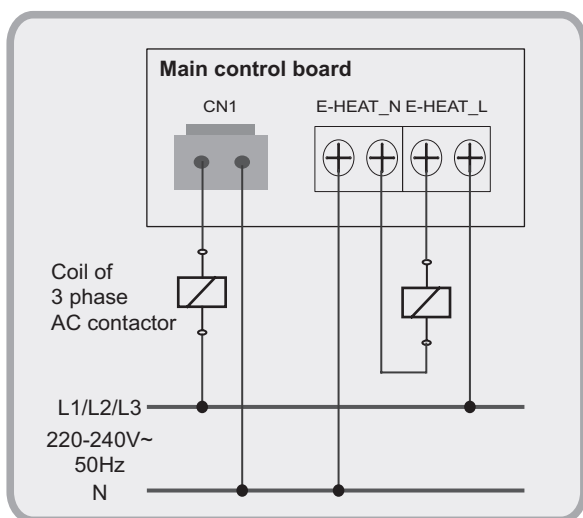 Main control board
CN1
E-HEAT_N E-HEAT_L
Coil of
3 phase
AC contactor
L1/L2/L3
220-240V~
50Hz
N